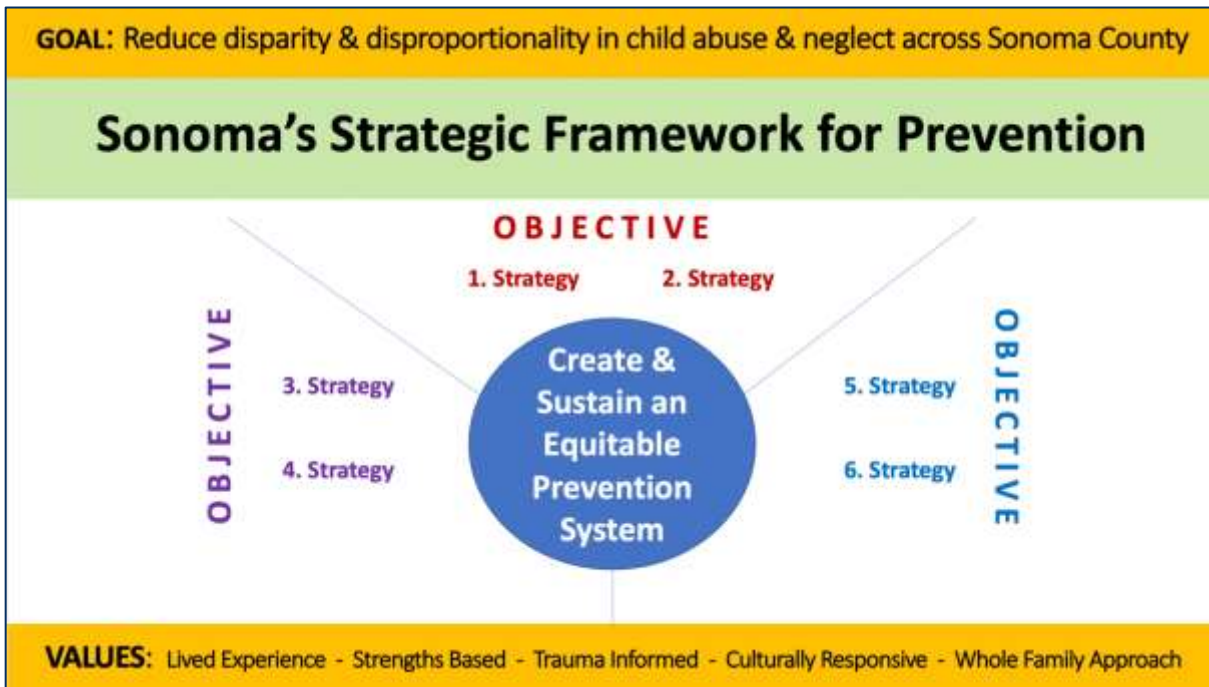 GOAL: Reduce disparity & disproportionality in child abuse & neglect across Sonoma County
Sonoma's Strategic Framework for Prevention
OBJECTIVE
1. Strategy 2. Strategy
OBJECTIVE
3. Strategy
4. Strategy
Create &
Sustain an
Equitable
Prevention
System
5. Strategy
6. Strategy
OBJECTIVE
VALUES: Lived Experience - Strengths Based - Trauma Informed - Culturally Responsive - Whole Family Approach